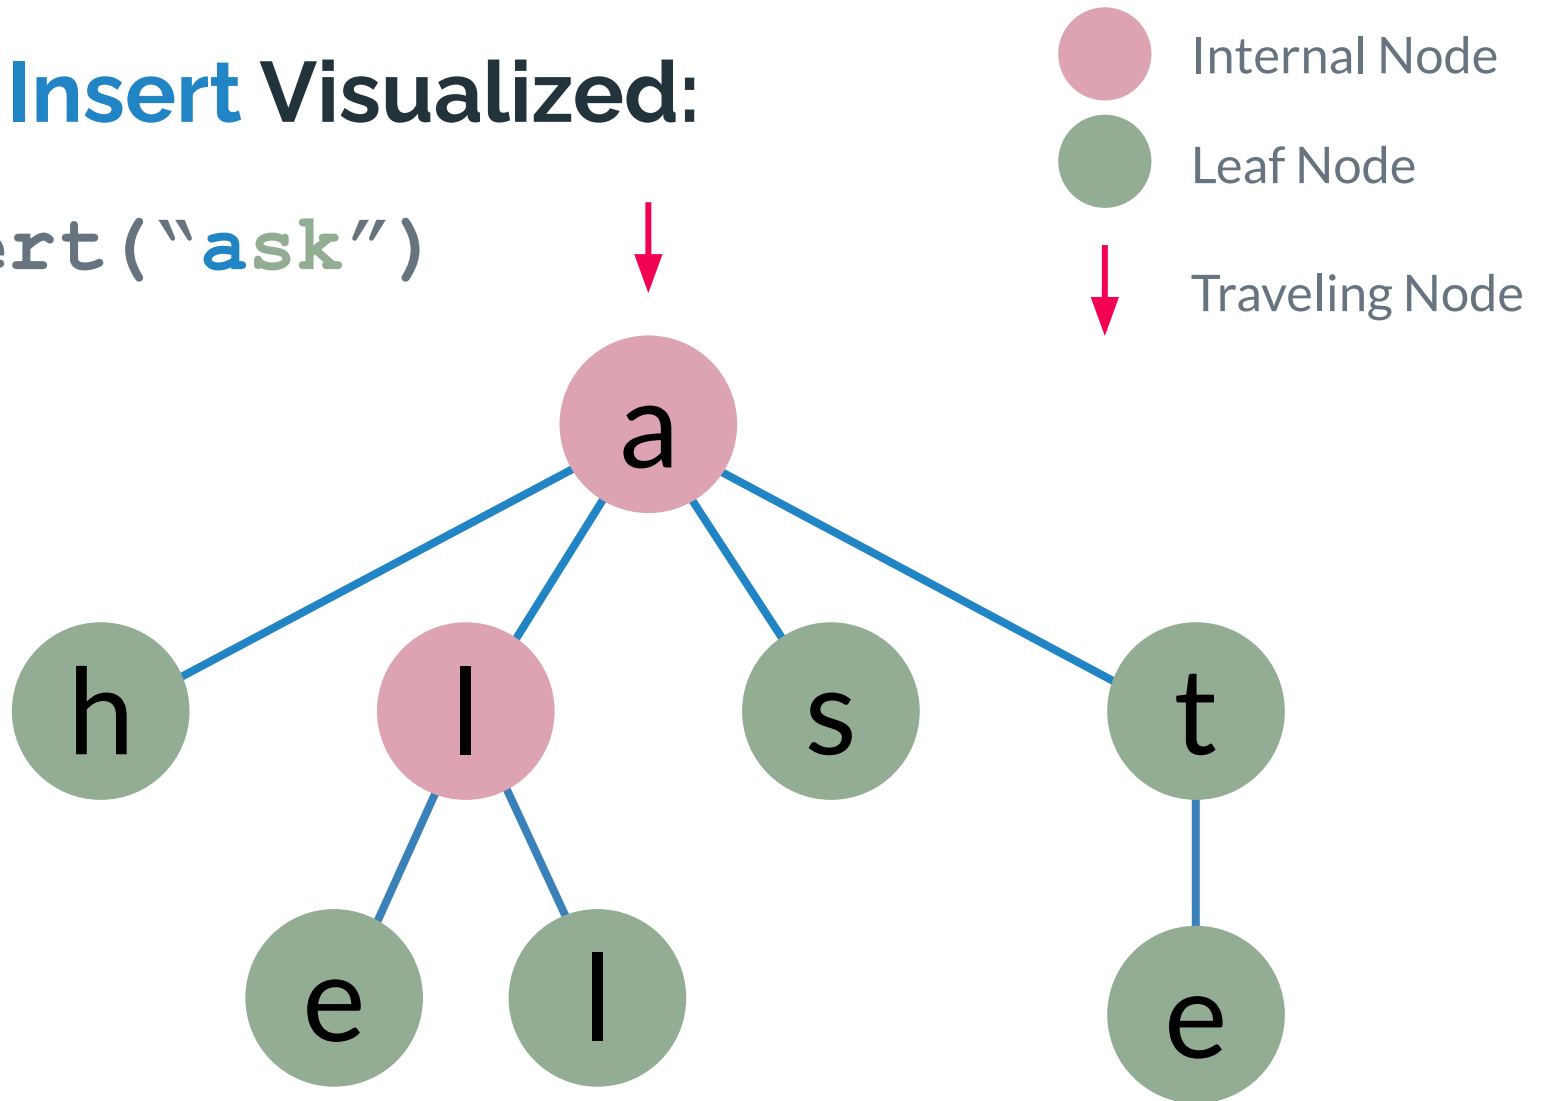 Insert Visualized:
ert(“ask”)
Internal Node
Leaf Node
Traveling Node
a
h l s t
e l e